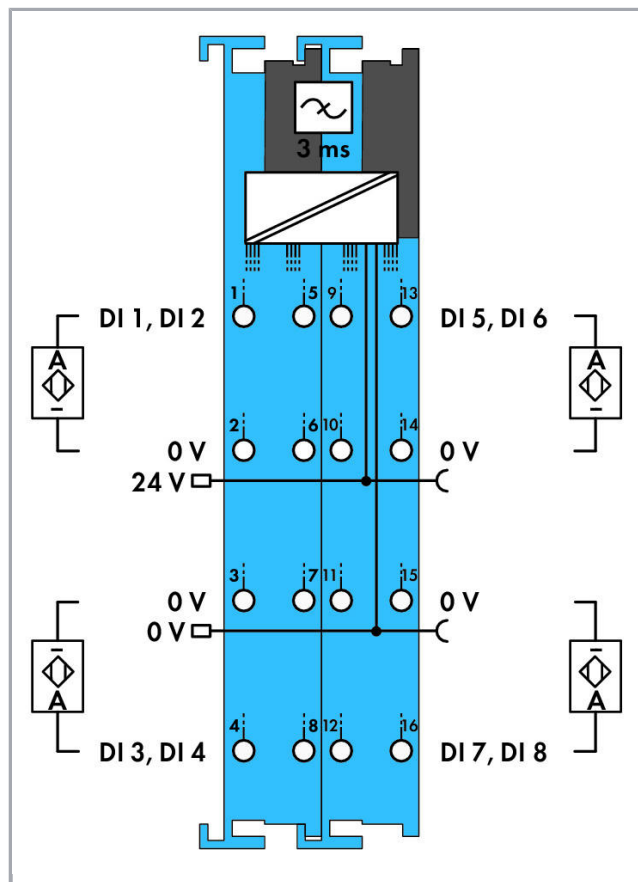 3 ms
1 5 9 13
DI 1, DI 2 DI 5, DI 6
A A
- -
2 6 10 14
0 V 0 V
24 V
3 7 11 15
0 V 0 V
0 V
- -
A A
4 8 12 16
DI 3, DI 4 DI 7, DI 8